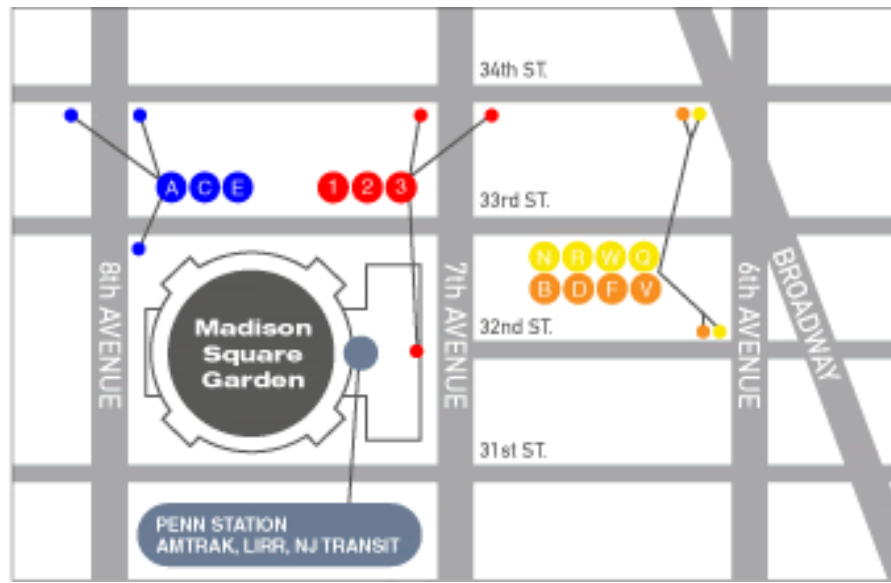 34th ST.
A C E
1 2 3
33rd ST.
N R W Q
B D F V
8th AVENUE
7th AVENUE
6th AVENUE
BROADWAY
Madison
Square
Garden
32nd ST.
31st ST.
PENN STATION
AMTRAK, LIRR, NJ TRANSIT